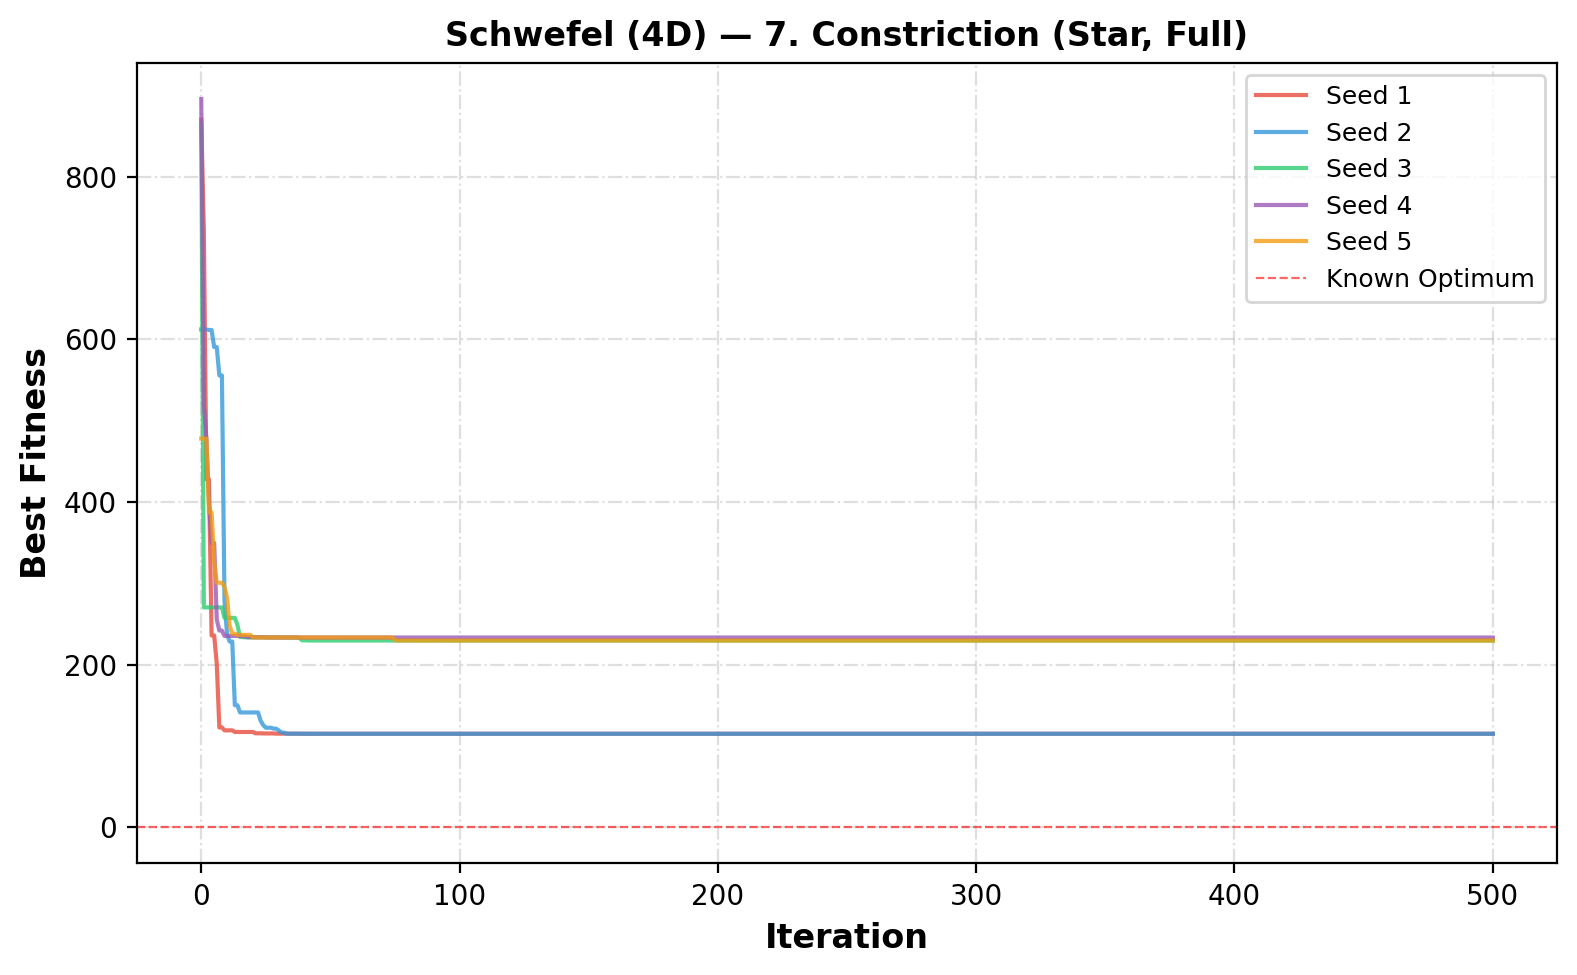 Schwefel (4D) — 7. Constriction (Star, Full)
Seed 1
Seed 2
Seed 3
Seed 4
Seed 5
Known Optimum
Best Fitness
800
600
400
200
0
0 100 200 300 400 500
Iteration